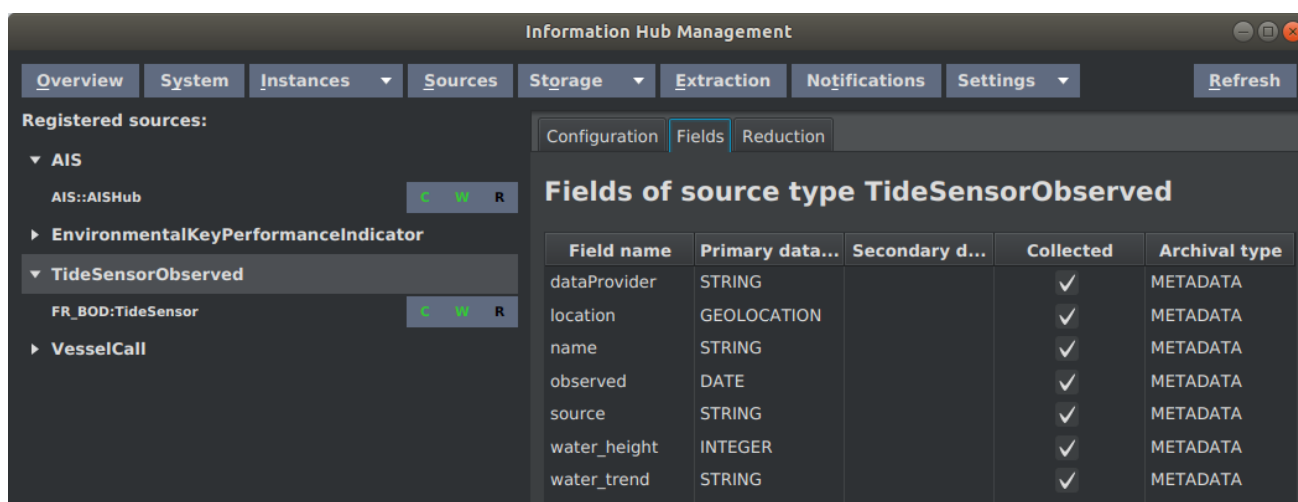 Information Hub Management
Overview System Instances Sources Storage Extraction Notifications Settings Refresh
Registered sources:
AIS
AIS::AISHub C W R
EnvironmentalKeyPerformanceIndicator
TideSensorObserved
FR_BOD:TideSensor C W R
VesselCall
Configuration Fields Reduction
Fields of source type TideSensorObserved
Field name Primary data... Secondary d... Collected Archival type
dataProvider STRING METADATA
location GEOLOCATION METADATA
name STRING METADATA
observed DATE METADATA
source STRING METADATA
water_height INTEGER METADATA
water_trend STRING METADATA